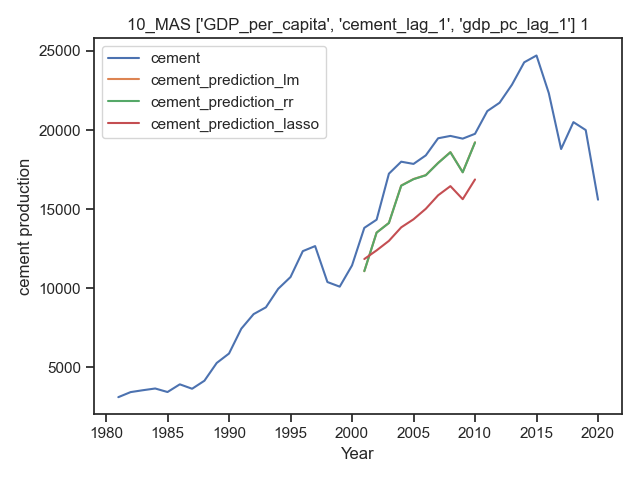 10_MAS ['GDP_per_capita', 'cement_lag_1', 'gdp_pc_lag_1'] 1
cement
cement_prediction_lm
cement_prediction_rr
cement_prediction_lasso
cement production
25000
20000
15000
10000
5000
1980 1985 1990 1995 2000 2005 2010 2015 2020
Year